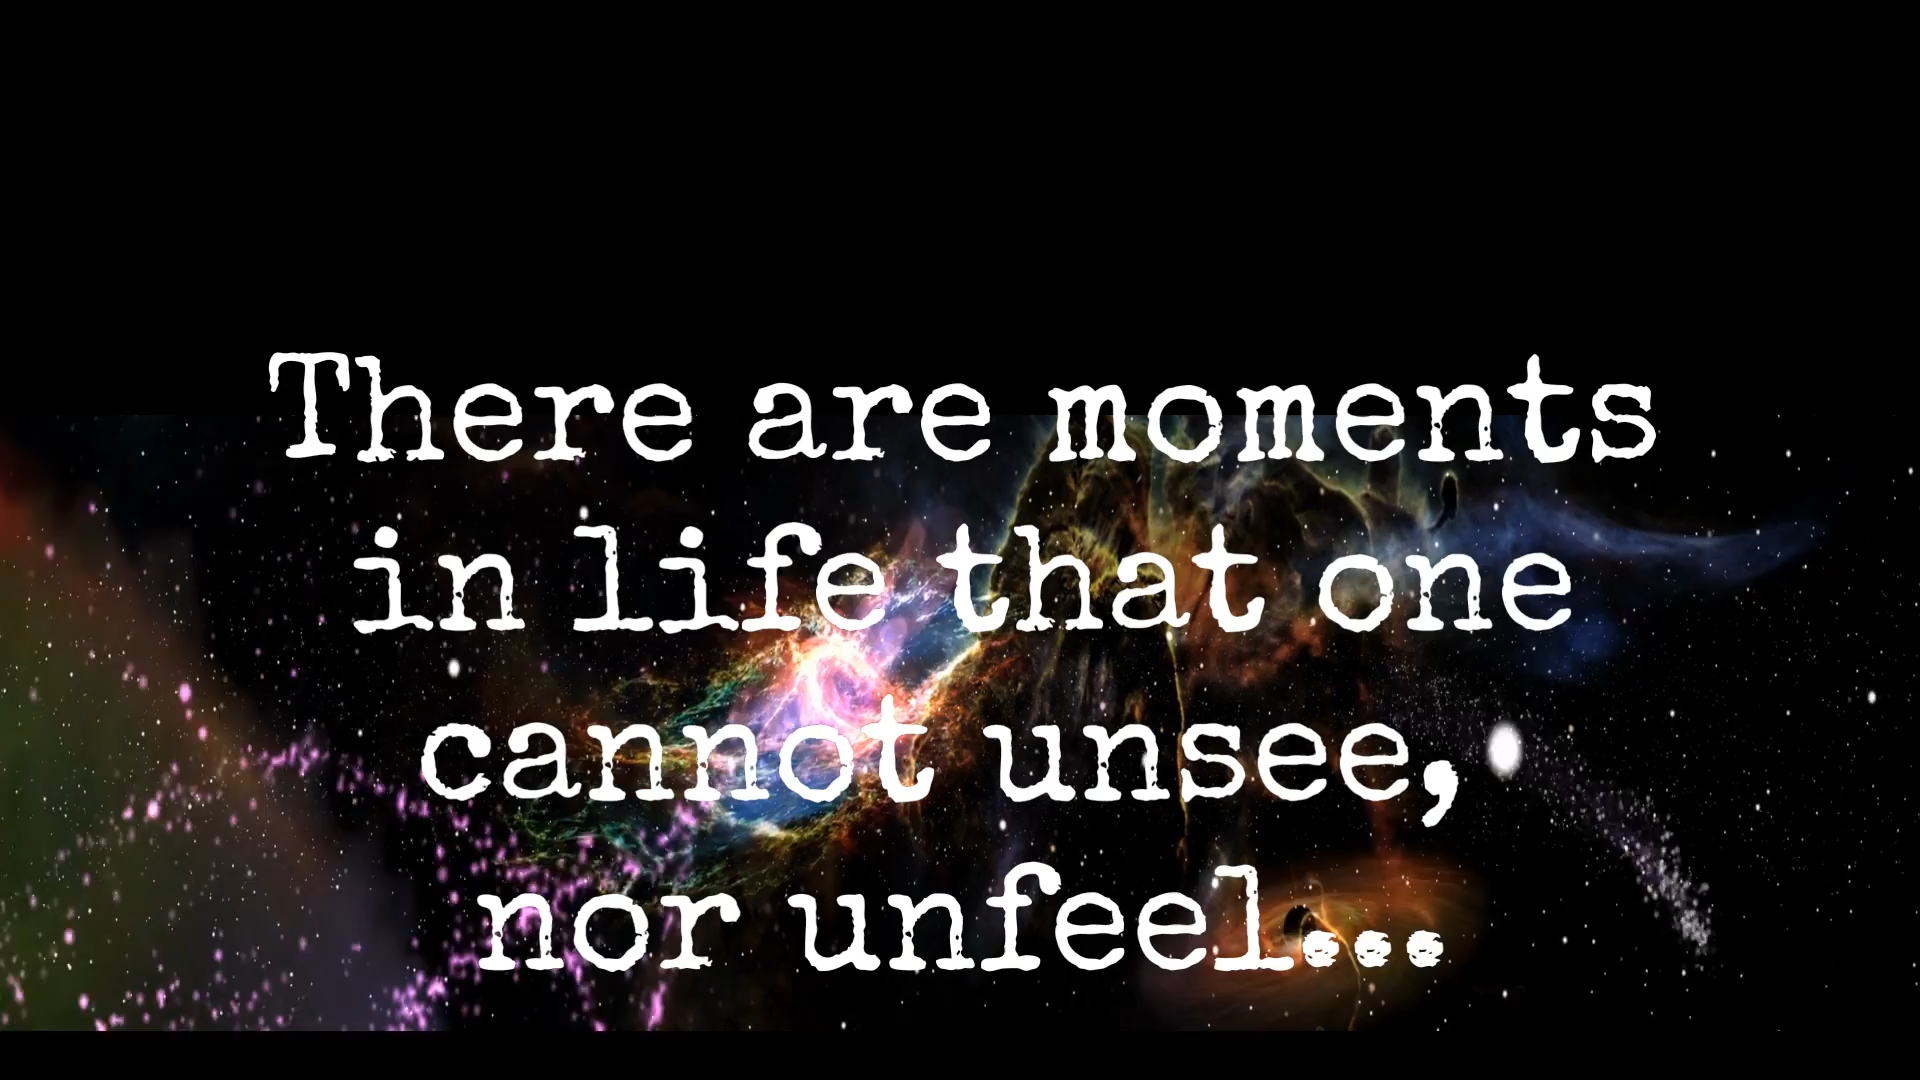 There are moments
in life that one
cannot unsee,
nor unfeel...